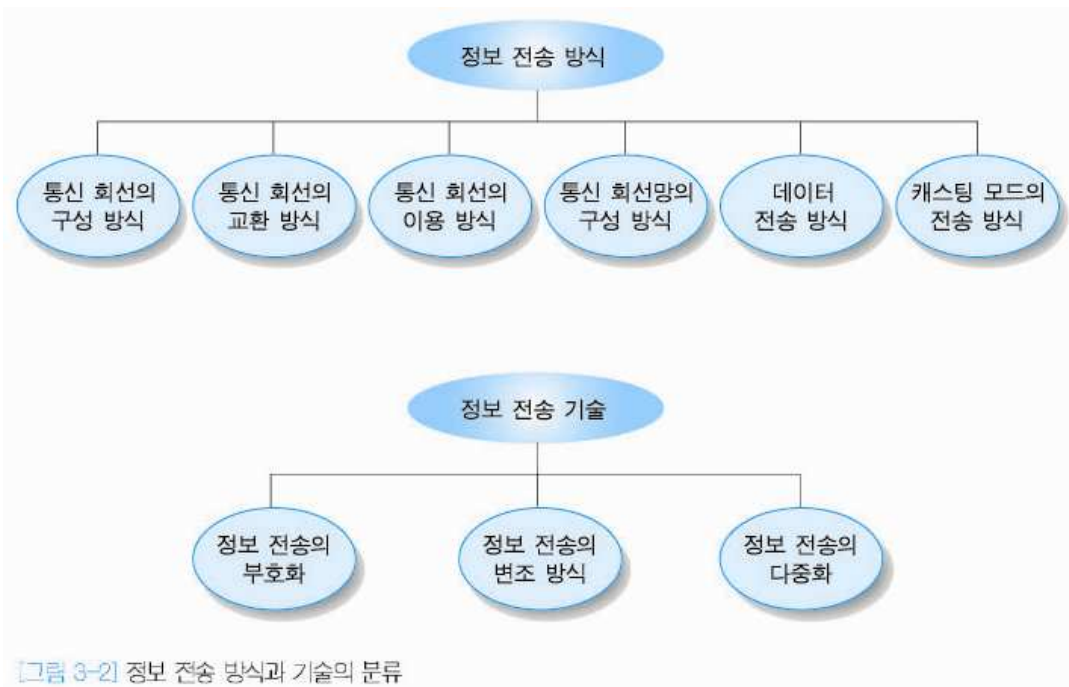 정보 전송 방식
통신 회선의
구성 방식
통신 회선의
교환 방식
통신 회선의
이용 방식
통신 회선망의
구성 방식
데이터
전송 방식
캐스팅 모드의
전송 방식
정보 전송 기술
정보 전송의
부호화
정보 전송의
변조 방식
정보 전송의
다중화
[그림 3-2] 정보 전송 방식과 기술의 분류